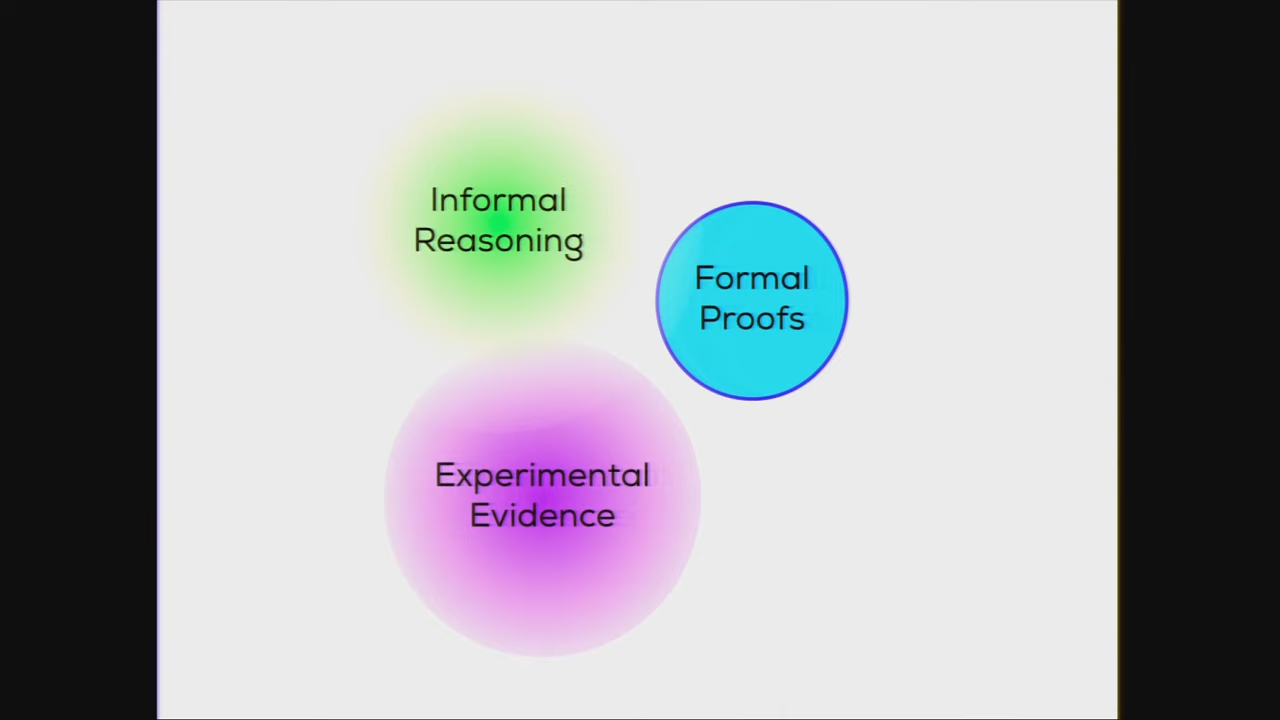 Informal
Reasoning
Formal
Proofs
Experimental
Evidence